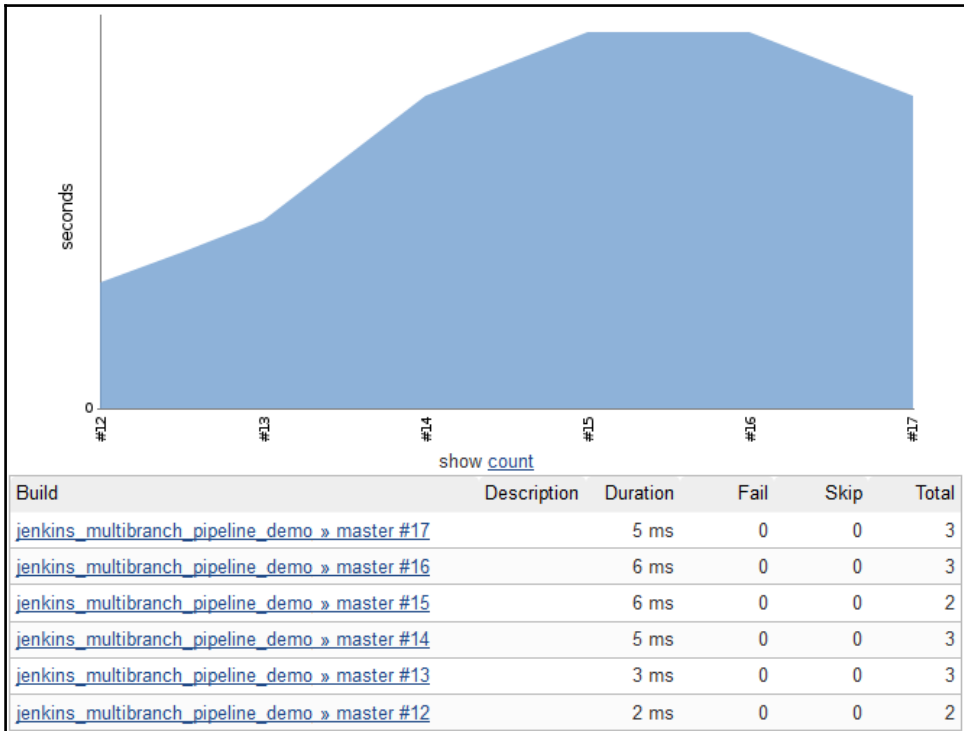 seconds
0
#12 #13 #14 #15 #16 #17
show count
Build Description Duration Fail Skip Total
jenkins_multibranch_pipeline_demo » master #17 5 ms 0 0 3
jenkins_multibranch_pipeline_demo » master #16 6 ms 0 0 3
jenkins_multibranch_pipeline_demo » master #15 6 ms 0 0 2
jenkins_multibranch_pipeline_demo » master #14 5 ms 0 0 3
jenkins_multibranch_pipeline_demo » master #13 3 ms 0 0 3
jenkins_multibranch_pipeline_demo » master #12 2 ms 0 0 2